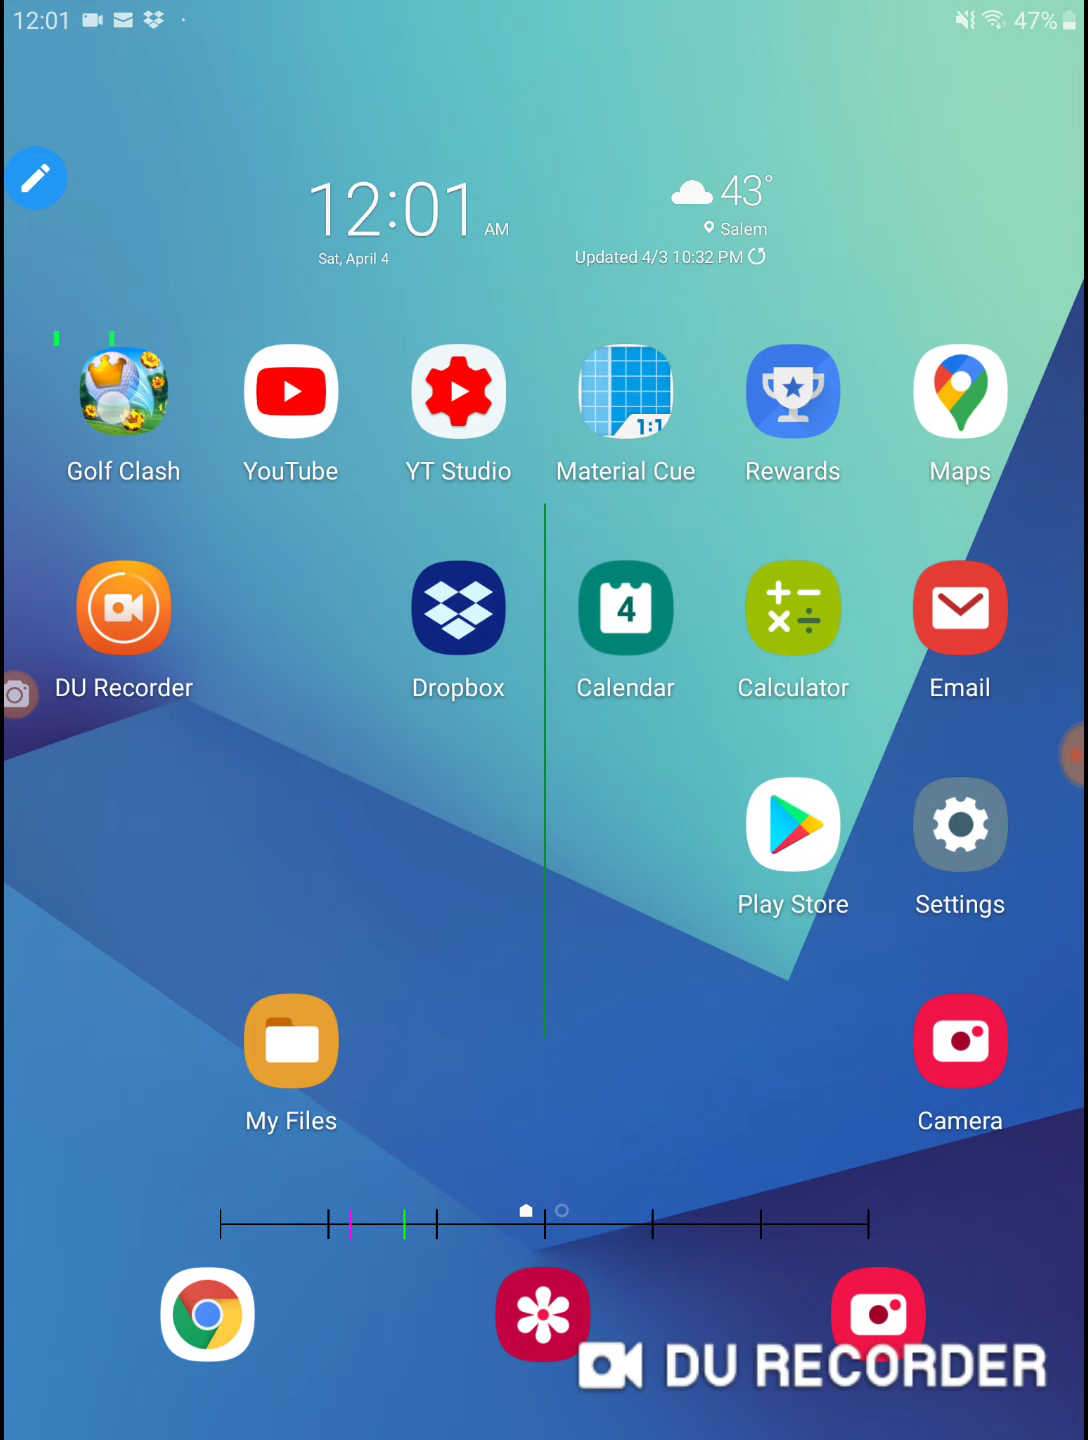 12:01
47%
12:01 AM
Sat, April 4
43°
Salem
Updated 4/3 10:32 PM
1:1
Golf Clash
YouTube
YT Studio
Material Cue
Rewards
Maps
4
DU Recorder
Dropbox
Calendar
Calculator
Email
Play Store
Settings
My Files
Camera
DU RECORDER